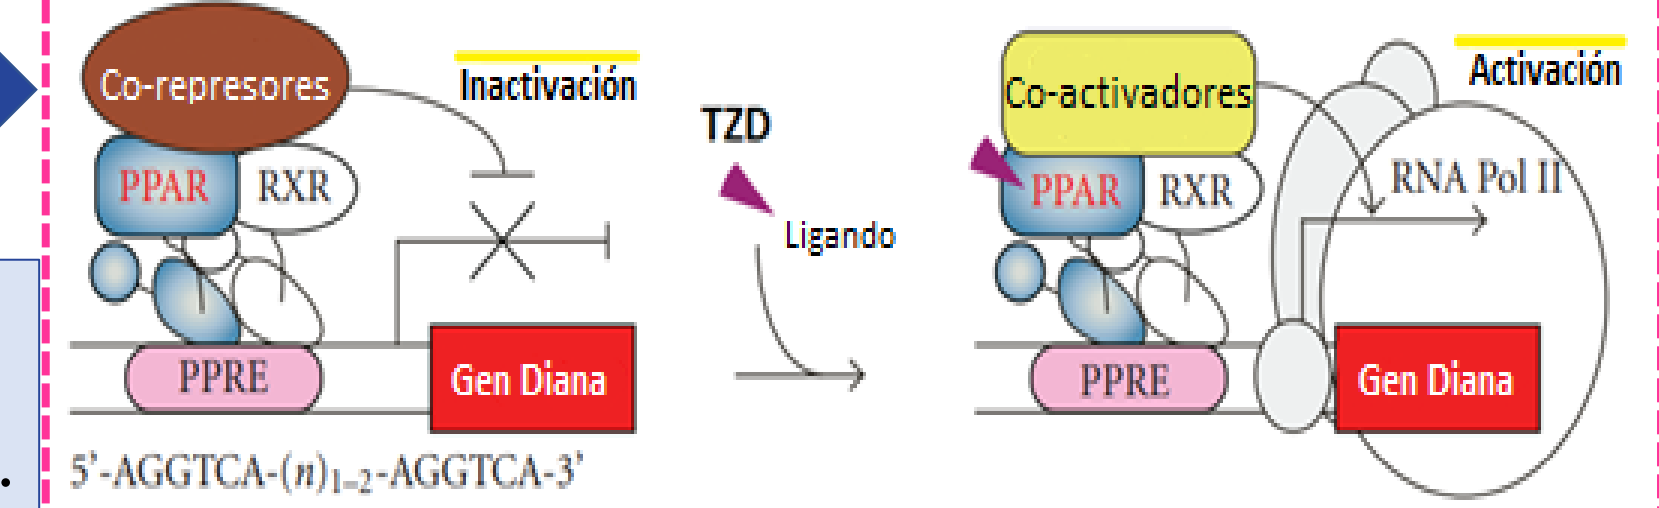 Co-represores
Inactivación
PPAR
RXR
PPRE
Gen Diana
5'-AGGTCA-(n)1–2-AGGTCA-3'
TZD
Ligando
Co-activadores
Activación
PPAR
RXR
RNA Pol II
PPRE
Gen Diana
.